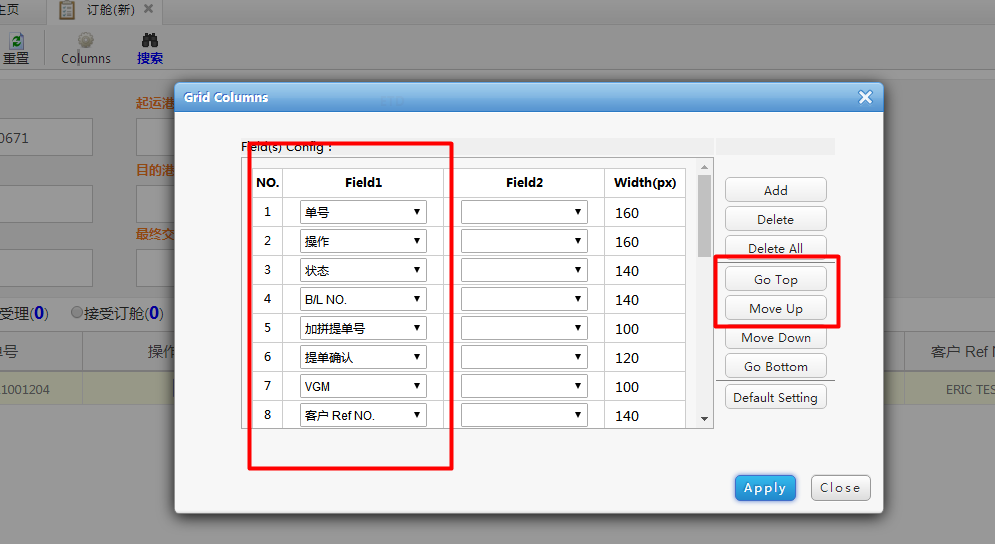 主页
订舱(新)
重置 Columns 搜索
起运港
0671
目的港
最终交
受理(0) 接受订舱(0)
单号 操作 客户 Ref N
1001204 ERIC TES
Grid Columns
Field(s) Config :
NO. Field1 Field2 Width(px)
1 单号 160
2 操作 160
3 状态 140
4 B/L NO. 140
5 加拼提单号 100
6 提单确认 120
7 VGM 100
8 客户 Ref NO. 140
Add
Delete
Delete All
Go Top
Move Up
Move Down
Go Bottom
Default Setting
Apply Close